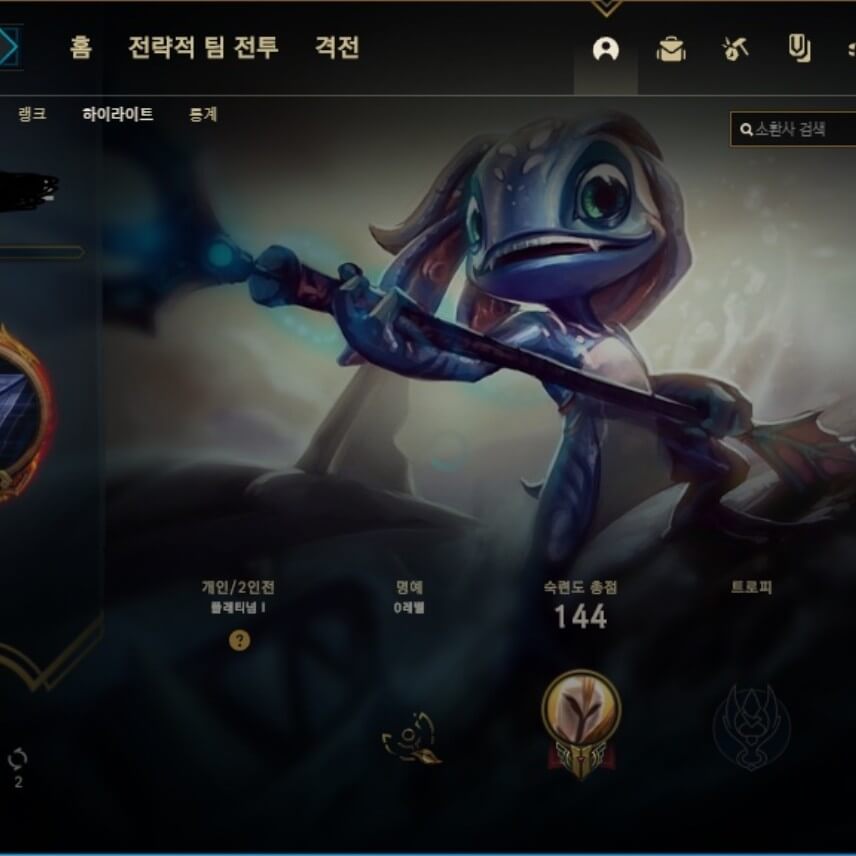 홈 전략적 팀 전투 격전
랭크 하이라이트 통계
소환사 검색
개인/2인전 명예 숙련도 총점 트로피
플래티넘 I 0레벨 144
?
2